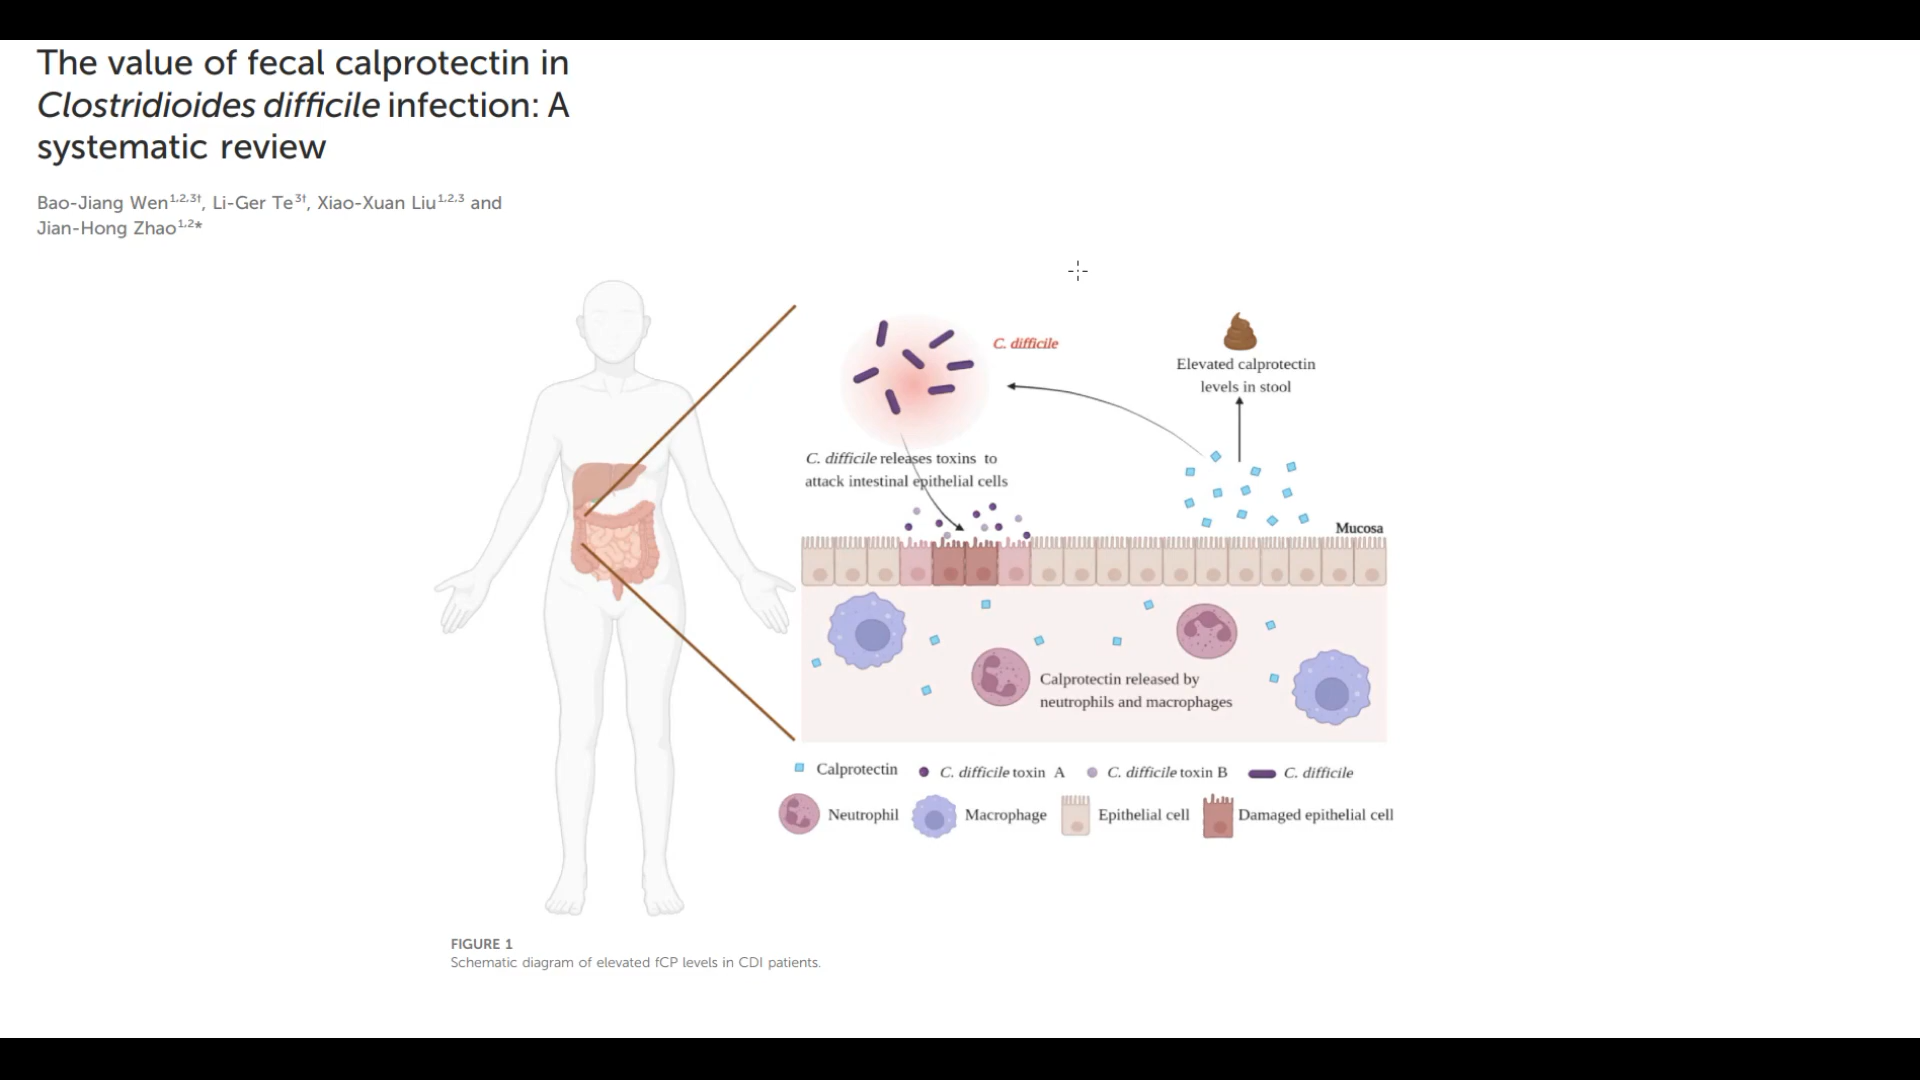 The value of fecal calprotectin in
Clostridioides difficile infection: A
systematic review
Bao-Jiang Wen1,2,3†, Li-Ger Te3†, Xiao-Xuan Liu1,2,3 and
Jian-Hong Zhao1,2*
C. difficile
Elevated calprotectin
levels in stool
C. difficile releases toxins to
attack intestinal epithelial cells
Mucosa
Calprotectin released by
neutrophils and macrophages
Calprotectin C. difficile toxin A C. difficile toxin B C. difficile
Neutrophil Macrophage Epithelial cell Damaged epithelial cell
FIGURE 1
Schematic diagram of elevated fCP levels in CDI patients.